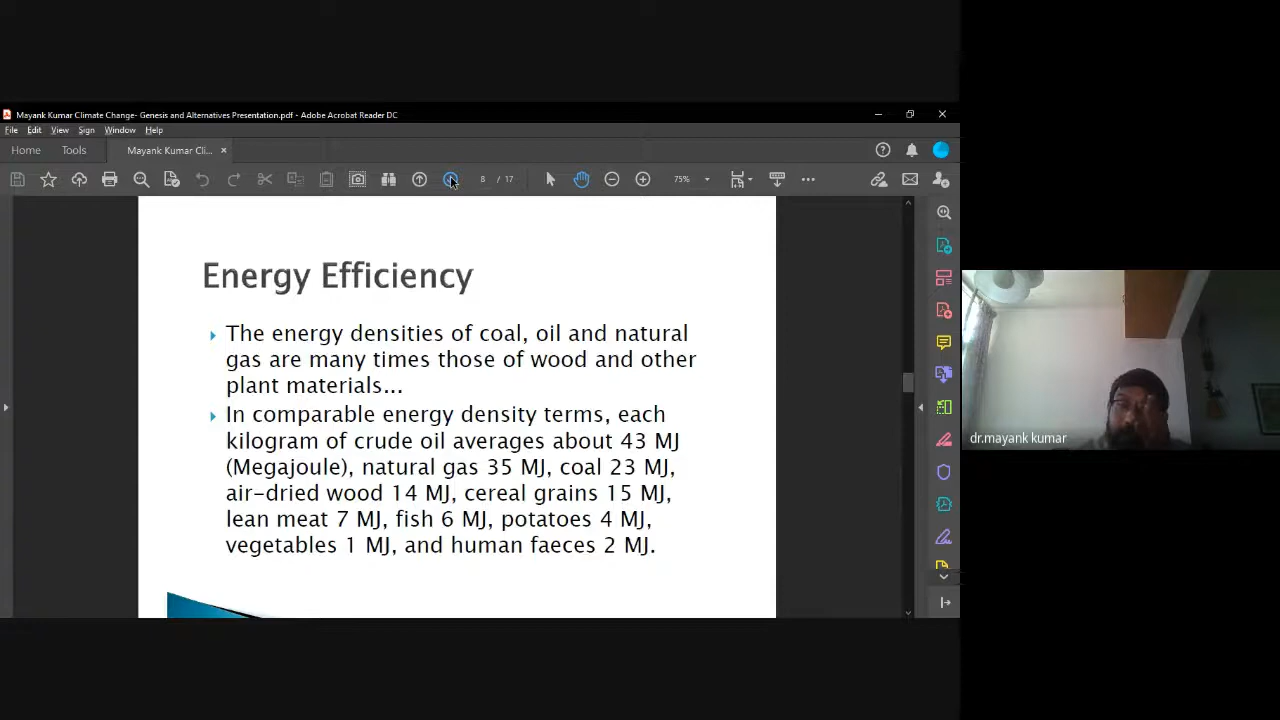 Mayank Kumar Climate Change- Genesis and Alternatives Presentation.pdf - Adobe Acrobat Reader DC
File Edit View Sign Window Help
Home Tools Mayank Kumar Cli... ×
8 / 17 75%
Energy Efficiency
The energy densities of coal, oil and natural
gas are many times those of wood and other
plant materials...
In comparable energy density terms, each
kilogram of crude oil averages about 43 MJ
(Megajoule), natural gas 35 MJ, coal 23 MJ,
air-dried wood 14 MJ, cereal grains 15 MJ,
lean meat 7 MJ, fish 6 MJ, potatoes 4 MJ,
vegetables 1 MJ, and human faeces 2 MJ.
dr.mayank kumar